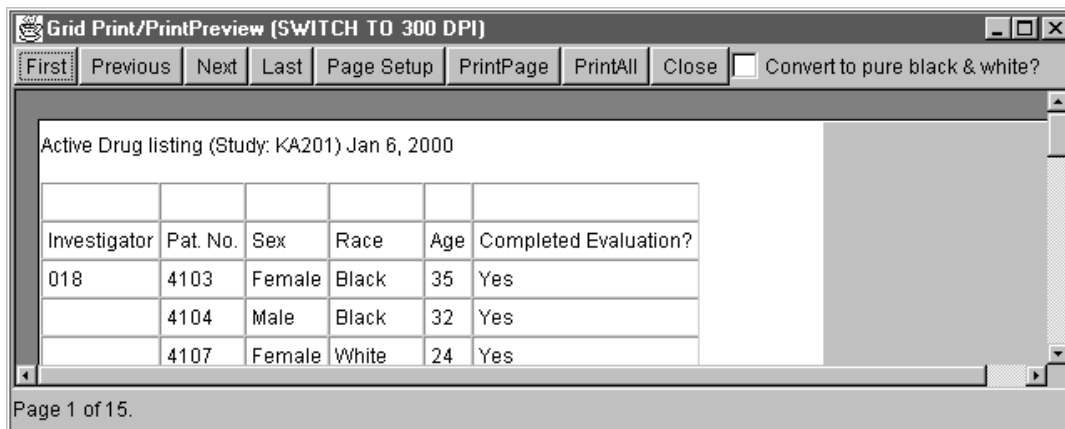 Grid Print/PrintPreview (SWITCH TO 300 DPI)
First Previous Next Last Page Setup PrintPage PrintAll Close Convert to pure black & white?
Active Drug listing (Study: KA201) Jan 6, 2000
Investigator Pat. No. Sex Race Age Completed Evaluation?
018 4103 Female Black 35 Yes
4104 Male Black 32 Yes
4107 Female White 24 Yes
Page 1 of 15.